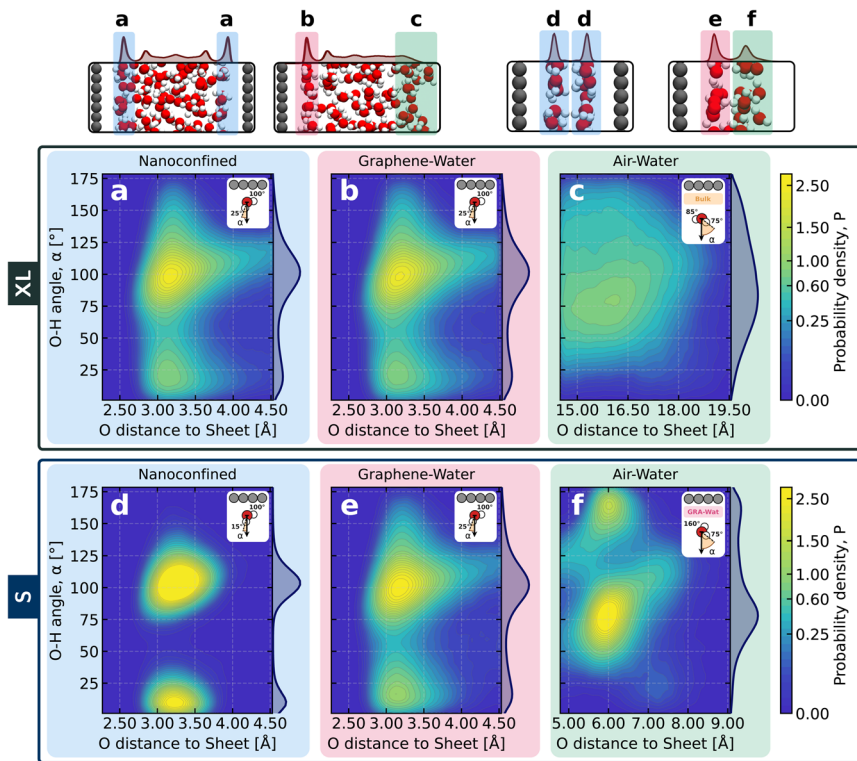 a a b c d d e f
XL
O-H angle, α [°]
Nanoconfined
a
100°
25°
α
175
150
125
100
75
50
25
2.50 3.00 3.50 4.00 4.50
O distance to Sheet [Å]
Graphene-Water
b
100°
25°
α
2.50 3.00 3.50 4.00 4.50
O distance to Sheet [Å]
Air-Water
c
Bulk
85°
75°
α
15.00 16.50 18.00 19.50
O distance to Sheet [Å]
2.50
1.00
0.60
0.25
0.00
Probability density, P
S
O-H angle, α [°]
Nanoconfined
d
100°
15°
α
175
150
125
100
75
50
25
2.50 3.00 3.50 4.00 4.50
O distance to Sheet [Å]
Graphene-Water
e
100°
25°
α
2.50 3.00 3.50 4.00 4.50
O distance to Sheet [Å]
Air-Water
f
GRA-Wat
160°
75°
α
5.00 6.00 7.00 8.00 9.00
O distance to Sheet [Å]
2.50
1.00
0.60
0.25
0.00
Probability density, P